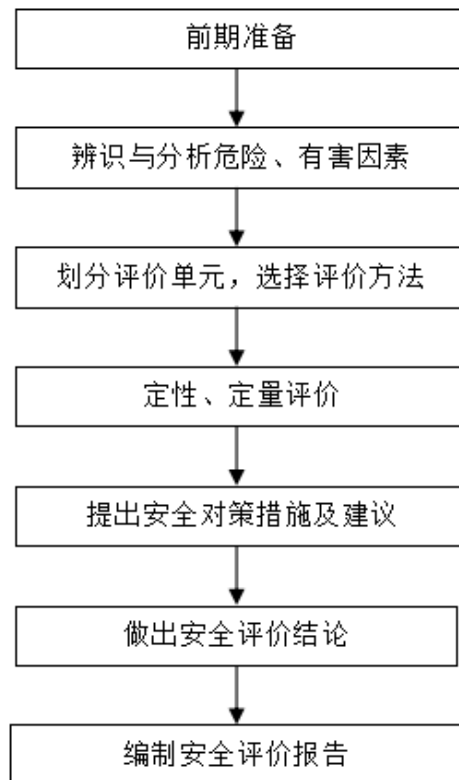 前期准备
辨识与分析危险、有害因素
划分评价单元，选择评价方法
定性、定量评价
提出安全对策措施及建议
做出安全评价结论
编制安全评价报告